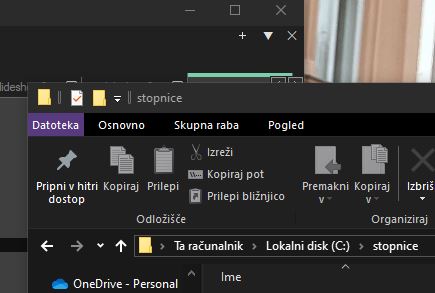 stopnice
Datoteka Osnovno Skupna raba Pogled
Pripni v hitri dostop
Kopiraj
Prilepi
Izreži
Kopiraj pot
Prilepi bližnjico
Premakni v
Kopiraj v
Izbriš
Odložišče
Organiziraj
Ta računalnik Lokalni disk (C:) stopnice
OneDrive - Personal
Ime